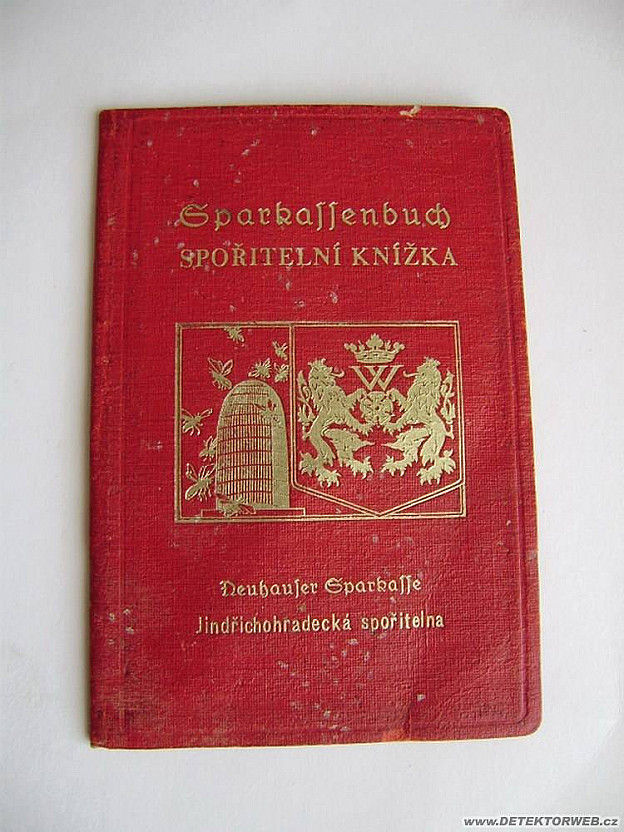 Sparkassenbuch
SPOŘITELNÍ KNÍŽKA
W
Neuhauser Sparkasse
Jindřichohradecká spořitelna
www.DETEKTORWEB.cz